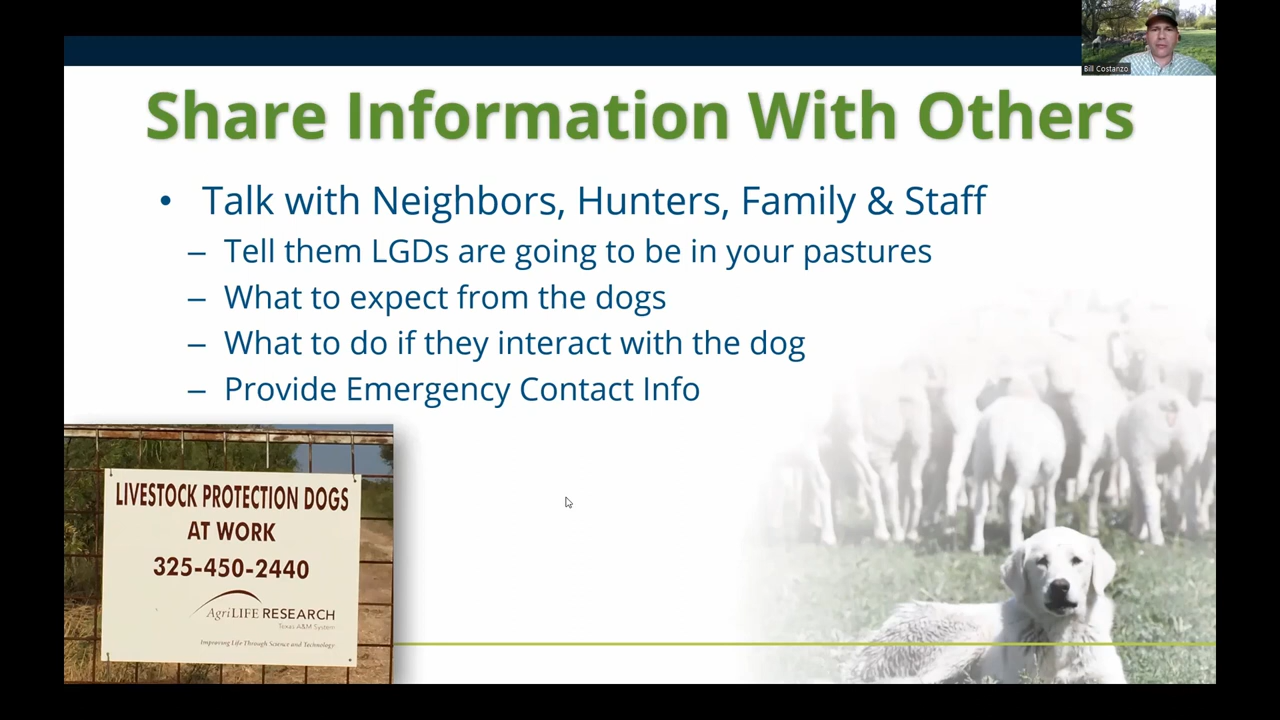 Bill Costanzo
Share Information With Others
• Talk with Neighbors, Hunters, Family & Staff
– Tell them LGDs are going to be in your pastures
– What to expect from the dogs
– What to do if they interact with the dog
– Provide Emergency Contact Info
LIVESTOCK PROTECTION DOGS
AT WORK
325-450-2440
AgriLIFE RESEARCH
Texas A&M System
Improving Life Through Science and Technology